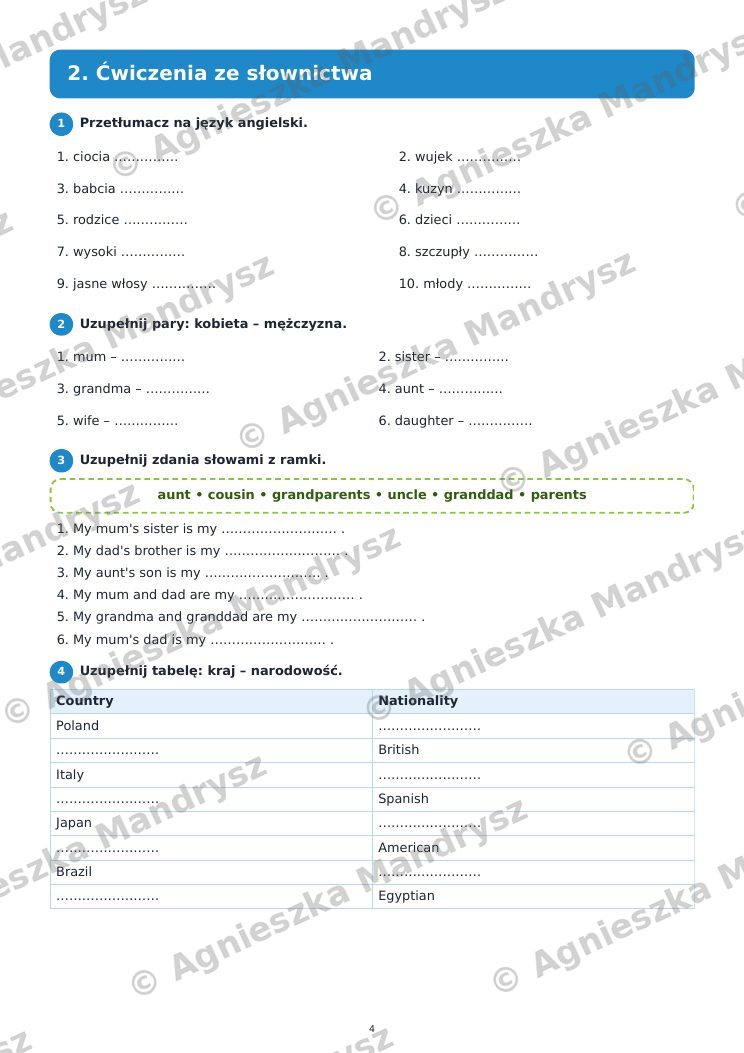 2. Ćwiczenia ze słownictwa
1 Przetłumacz na język angielski.
1. ciocia ............... 2. wujek ...............
3. babcia ............... 4. kuzyn ...............
5. rodzice ............... 6. dzieci ...............
7. wysoki ............... 8. szczupły ...............
9. jasne włosy ............... 10. młody ...............
2 Uzupełnij pary: kobieta – mężczyzna.
1. mum – ............... 2. sister – ...............
3. grandma – ............... 4. aunt – ...............
5. wife – ............... 6. daughter – ...............
3 Uzupełnij zdania słowami z ramki.
aunt • cousin • grandparents • uncle • granddad • parents
1. My mum's sister is my ........................... .
2. My dad's brother is my ........................... .
3. My aunt's son is my ........................... .
4. My mum and dad are my ........................... .
5. My grandma and granddad are my ........................... .
6. My mum's dad is my ........................... .
4 Uzupełnij tabelę: kraj – narodowość.
Country Nationality
Poland ........................
........................ British
Italy ........................
........................ Spanish
Japan ........................
........................ American
Brazil ........................
........................ Egyptian
4
© Agnieszka Mandrysz